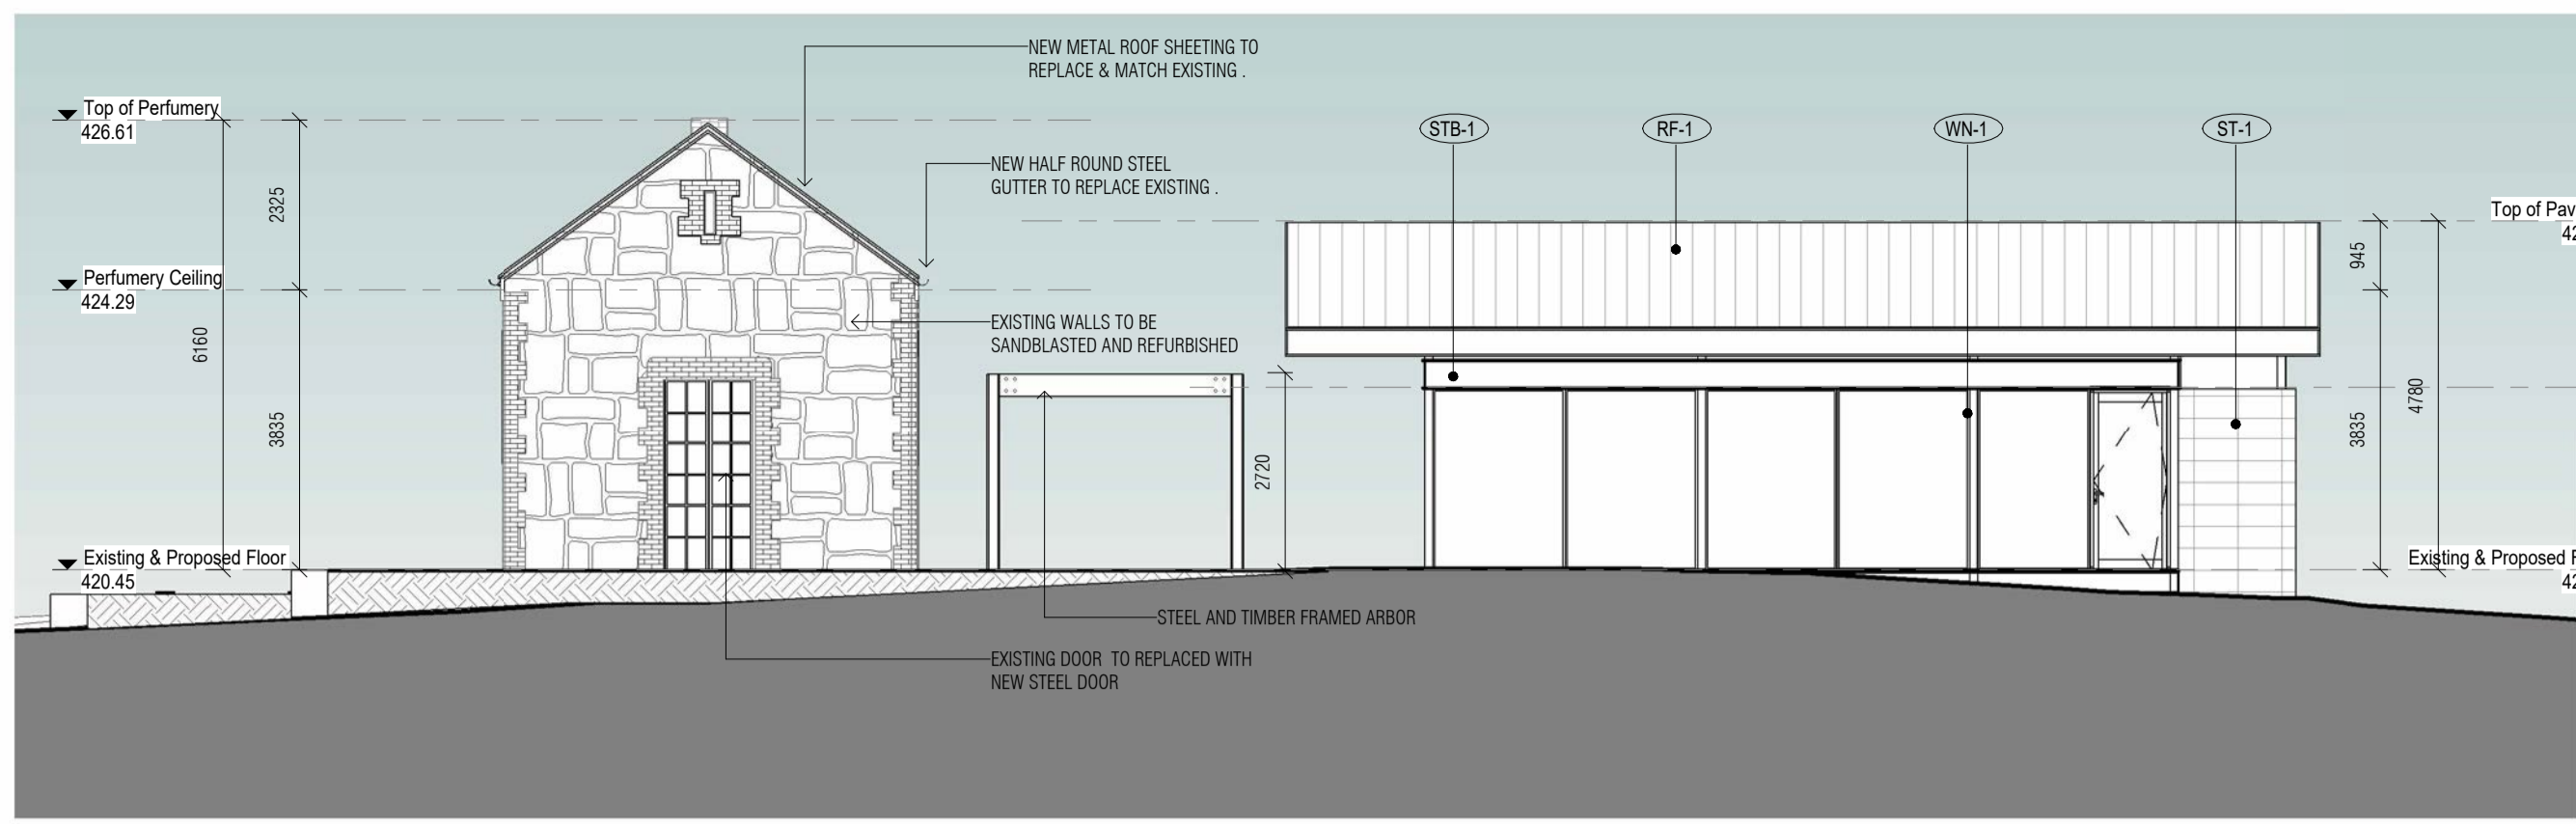 NEW METAL ROOF SHEETING TO
REPLACE & MATCH EXISTING .
Top of Perfumery
426.61
STB-1
RF-1
WN-1
ST-1
NEW HALF ROUND STEEL
GUTTER TO REPLACE EXISTING .
2325
Top of Pav
42
945
Perfumery Ceiling
424.29
EXISTING WALLS TO BE
SANDBLASTED AND REFURBISHED
6160
3835
2720
3835
4780
Existing & Proposed Floor
420.45
Existing & Proposed F
42
STEEL AND TIMBER FRAMED ARBOR
EXISTING DOOR  TO REPLACED WITH
NEW STEEL DOOR